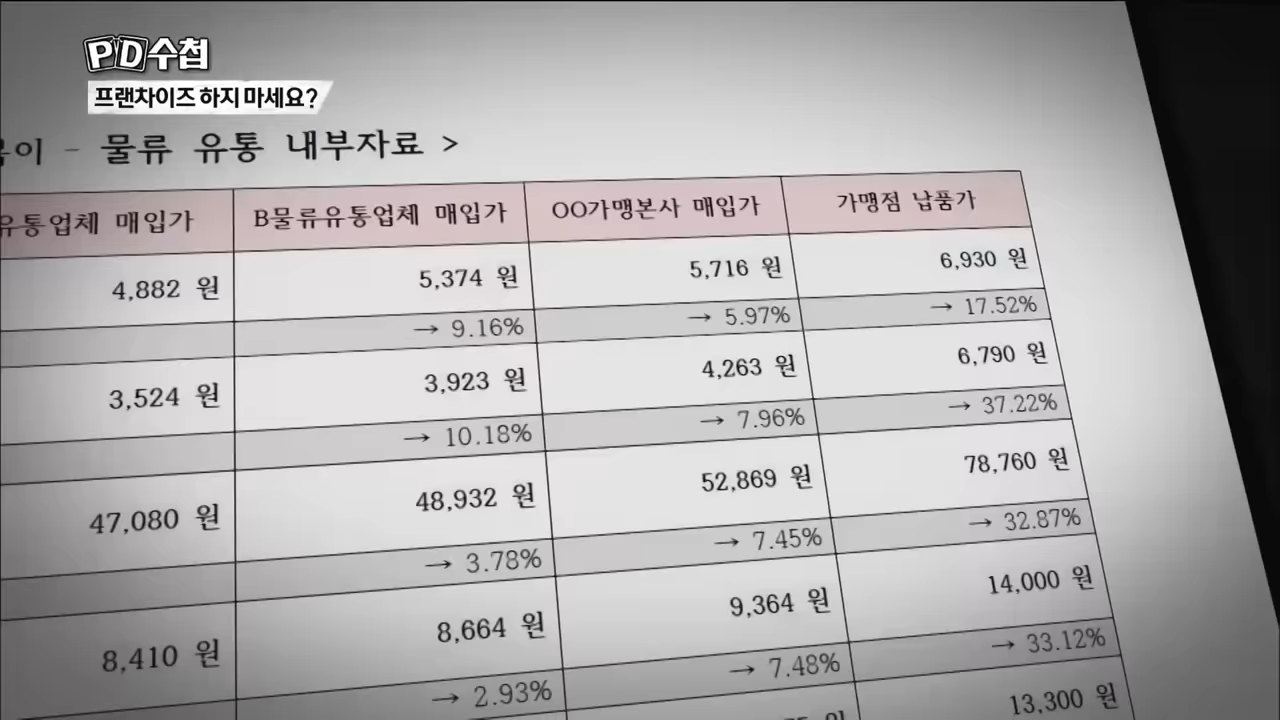 PD수첩
프랜차이즈 하지 마세요?
이 - 물류 유통 내부자료 >
유통업체 매입가 B물류유통업체 매입가 OO가맹본사 매입가 가맹점 납품가
4,882 원 5,374 원 5,716 원 6,930 원
→ 9.16% → 5.97% → 17.52%
3,524 원 3,923 원 4,263 원 6,790 원
→ 10.18% → 7.96% → 37.22%
47,080 원 48,932 원 52,869 원 78,760 원
→ 3.78% → 7.45% → 32.87%
8,410 원 8,664 원 9,364 원 14,000 원
→ 2.93% → 7.48% → 33.12%
13,300 원